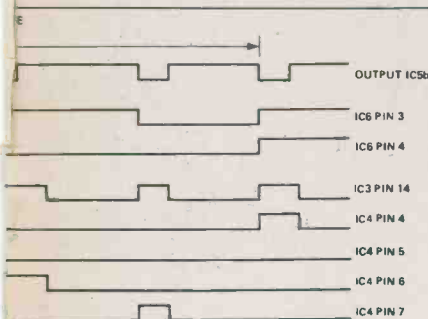 E
OUTPUT IC5b
IC6 PIN 3
IC6 PIN 4
IC3 PIN 14
IC4 PIN 4
IC4 PIN 5
IC4 PIN 6
IC4 PIN 7